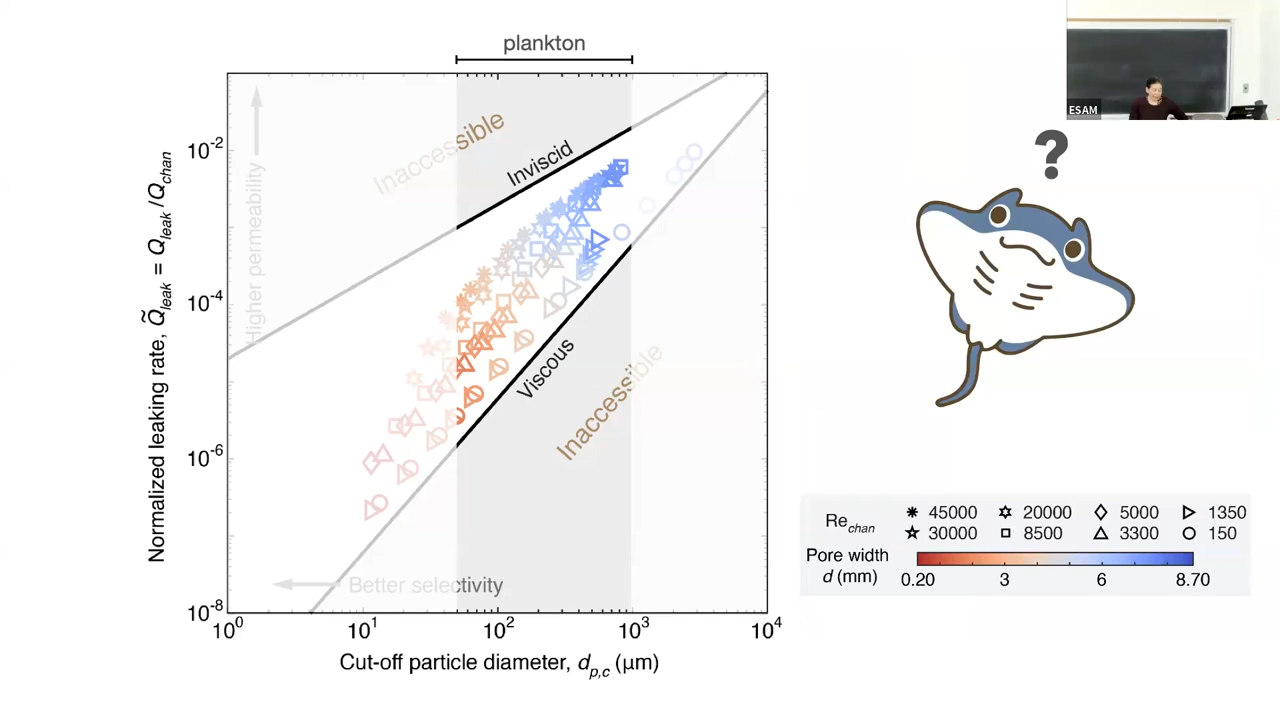 plankton
ESAM
?
Inaccessible
Inviscid
Higher permeability
Viscous
Inaccessible
Better selectivity
10⁻²
10⁻⁴
10⁻⁶
10⁻⁸
10⁰ 10¹ 10² 10³ 10⁴
Normalized leaking rate, Q̃leak = Qleak/Qchan
Cut-off particle diameter, dp,c (μm)
Rechan
45000 20000 5000 1350
30000 8500 3300 150
Pore width
d (mm)
0.20 3 6 8.70